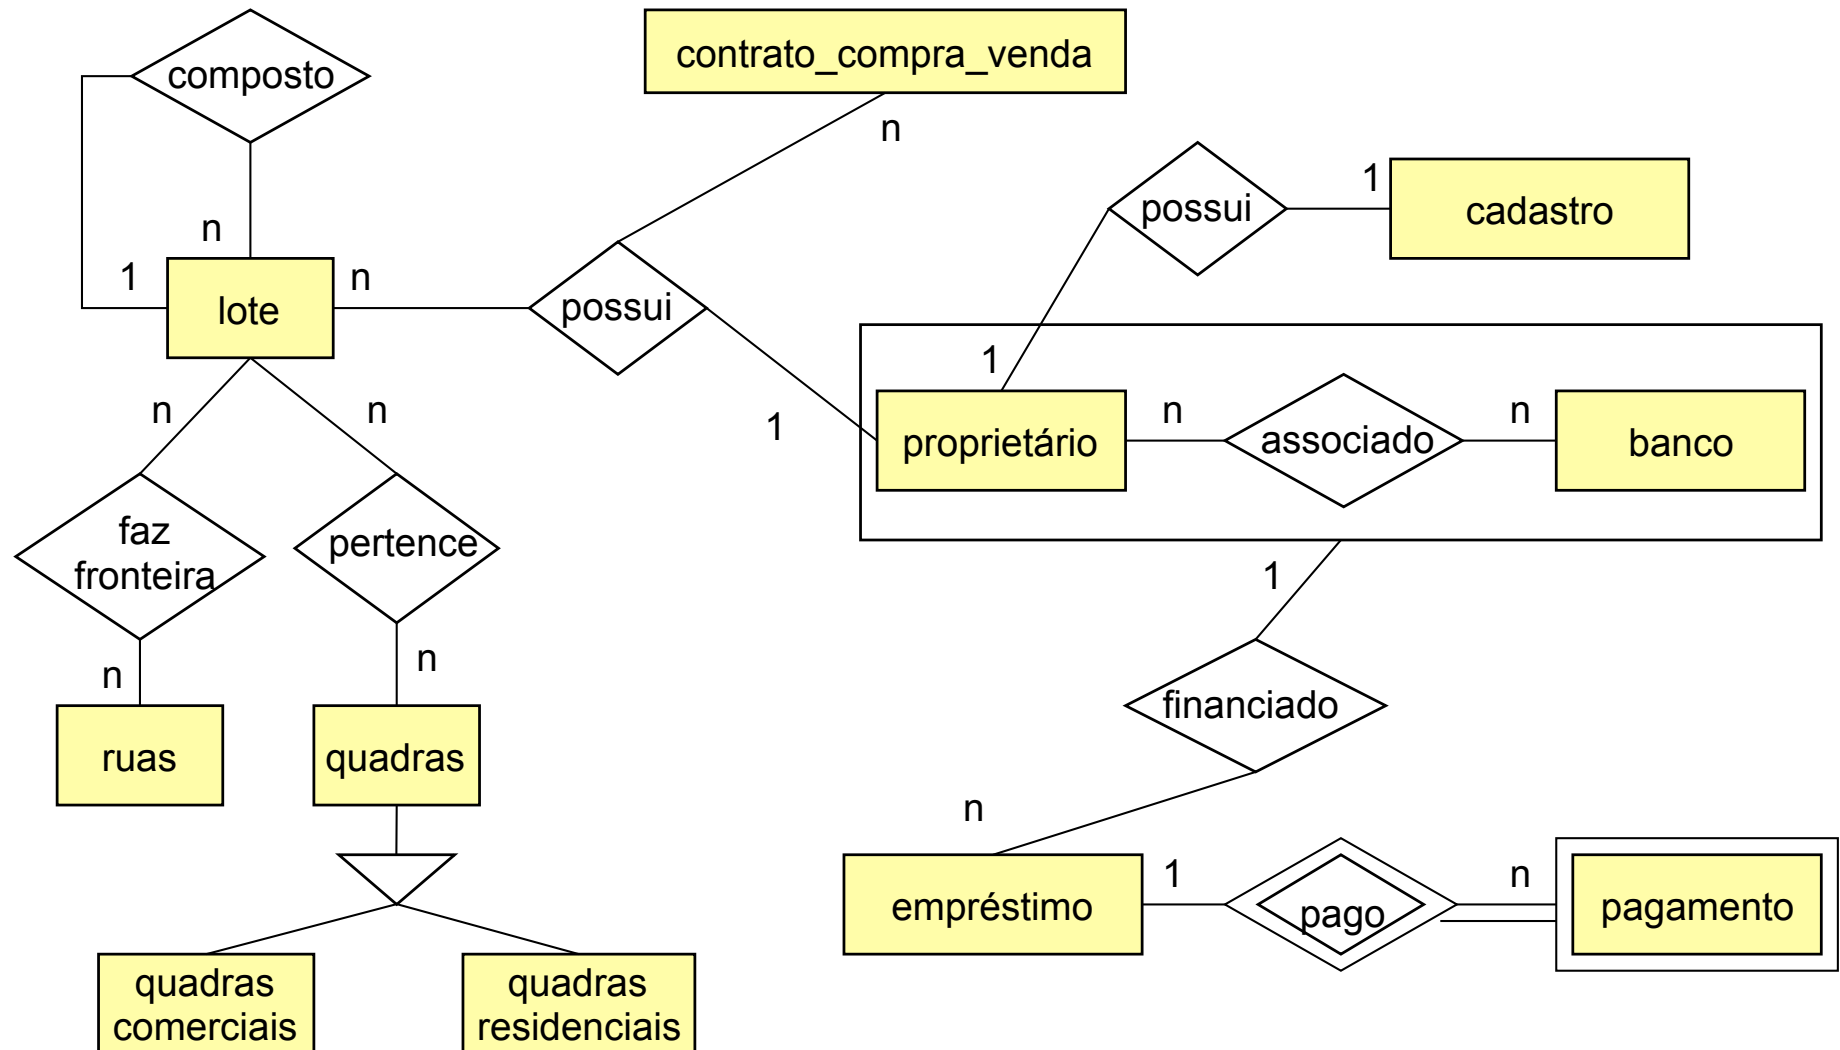 composto
contrato_compra_venda
n
possui
1
cadastro
n
1
lote
n
possui
1
1
proprietário
n
associado
n
banco
n
n
faz
fronteira
pertence
1
n
n
financiado
ruas
quadras
n
empréstimo
1
pago
n
pagamento
quadras
comerciais
quadras
residenciais